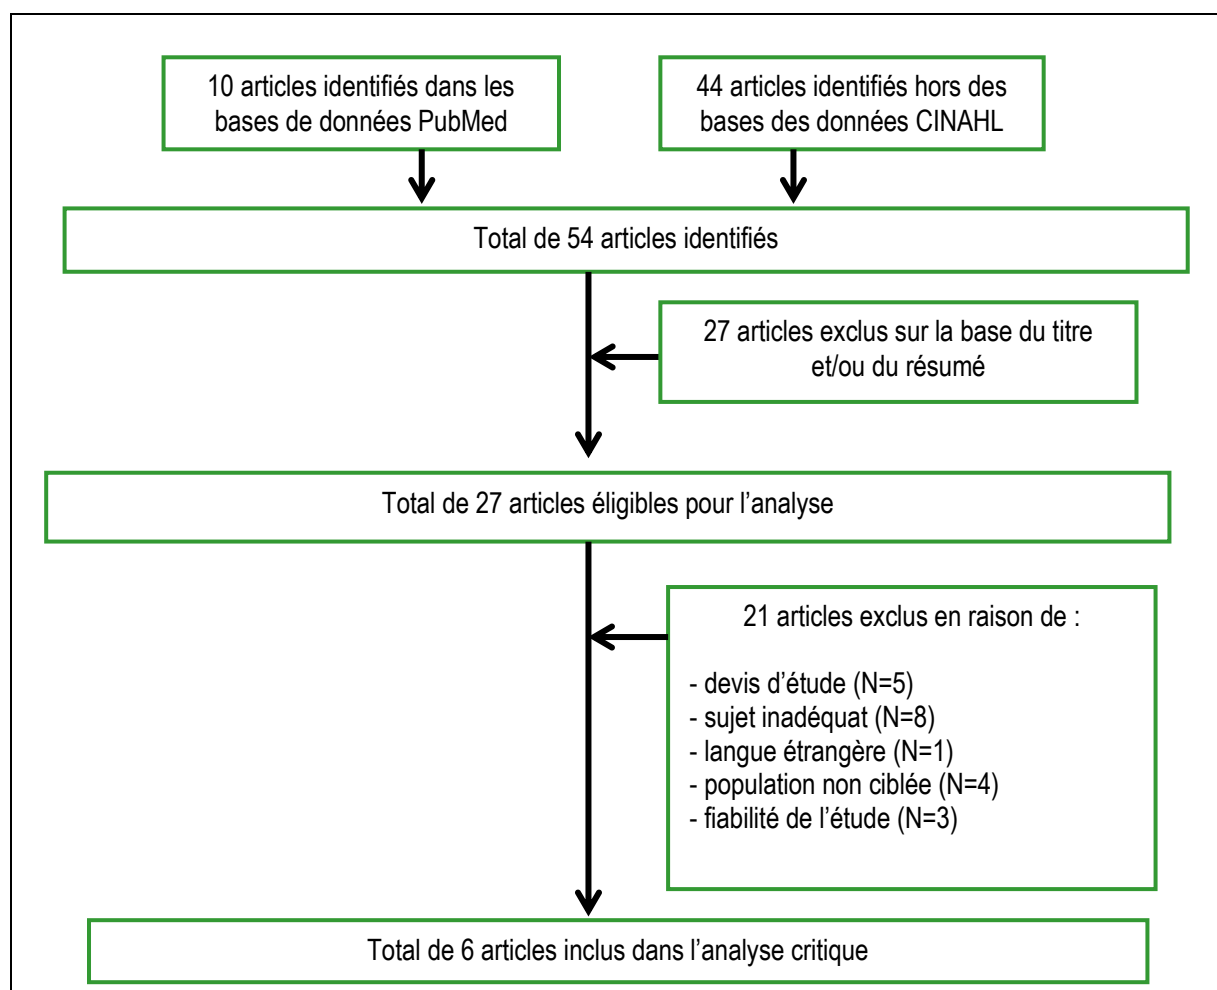 10 articles identifiés dans les
bases de données PubMed
44 articles identifiés hors des
bases des données CINAHL
Total de 54 articles identifiés
27 articles exclus sur la base du titre
et/ou du résumé
Total de 27 articles éligibles pour l’analyse
21 articles exclus en raison de :
- devis d’étude (N=5)
- sujet inadéquat (N=8)
- langue étrangère (N=1)
- population non ciblée (N=4)
- fiabilité de l’étude (N=3)
Total de 6 articles inclus dans l’analyse critique